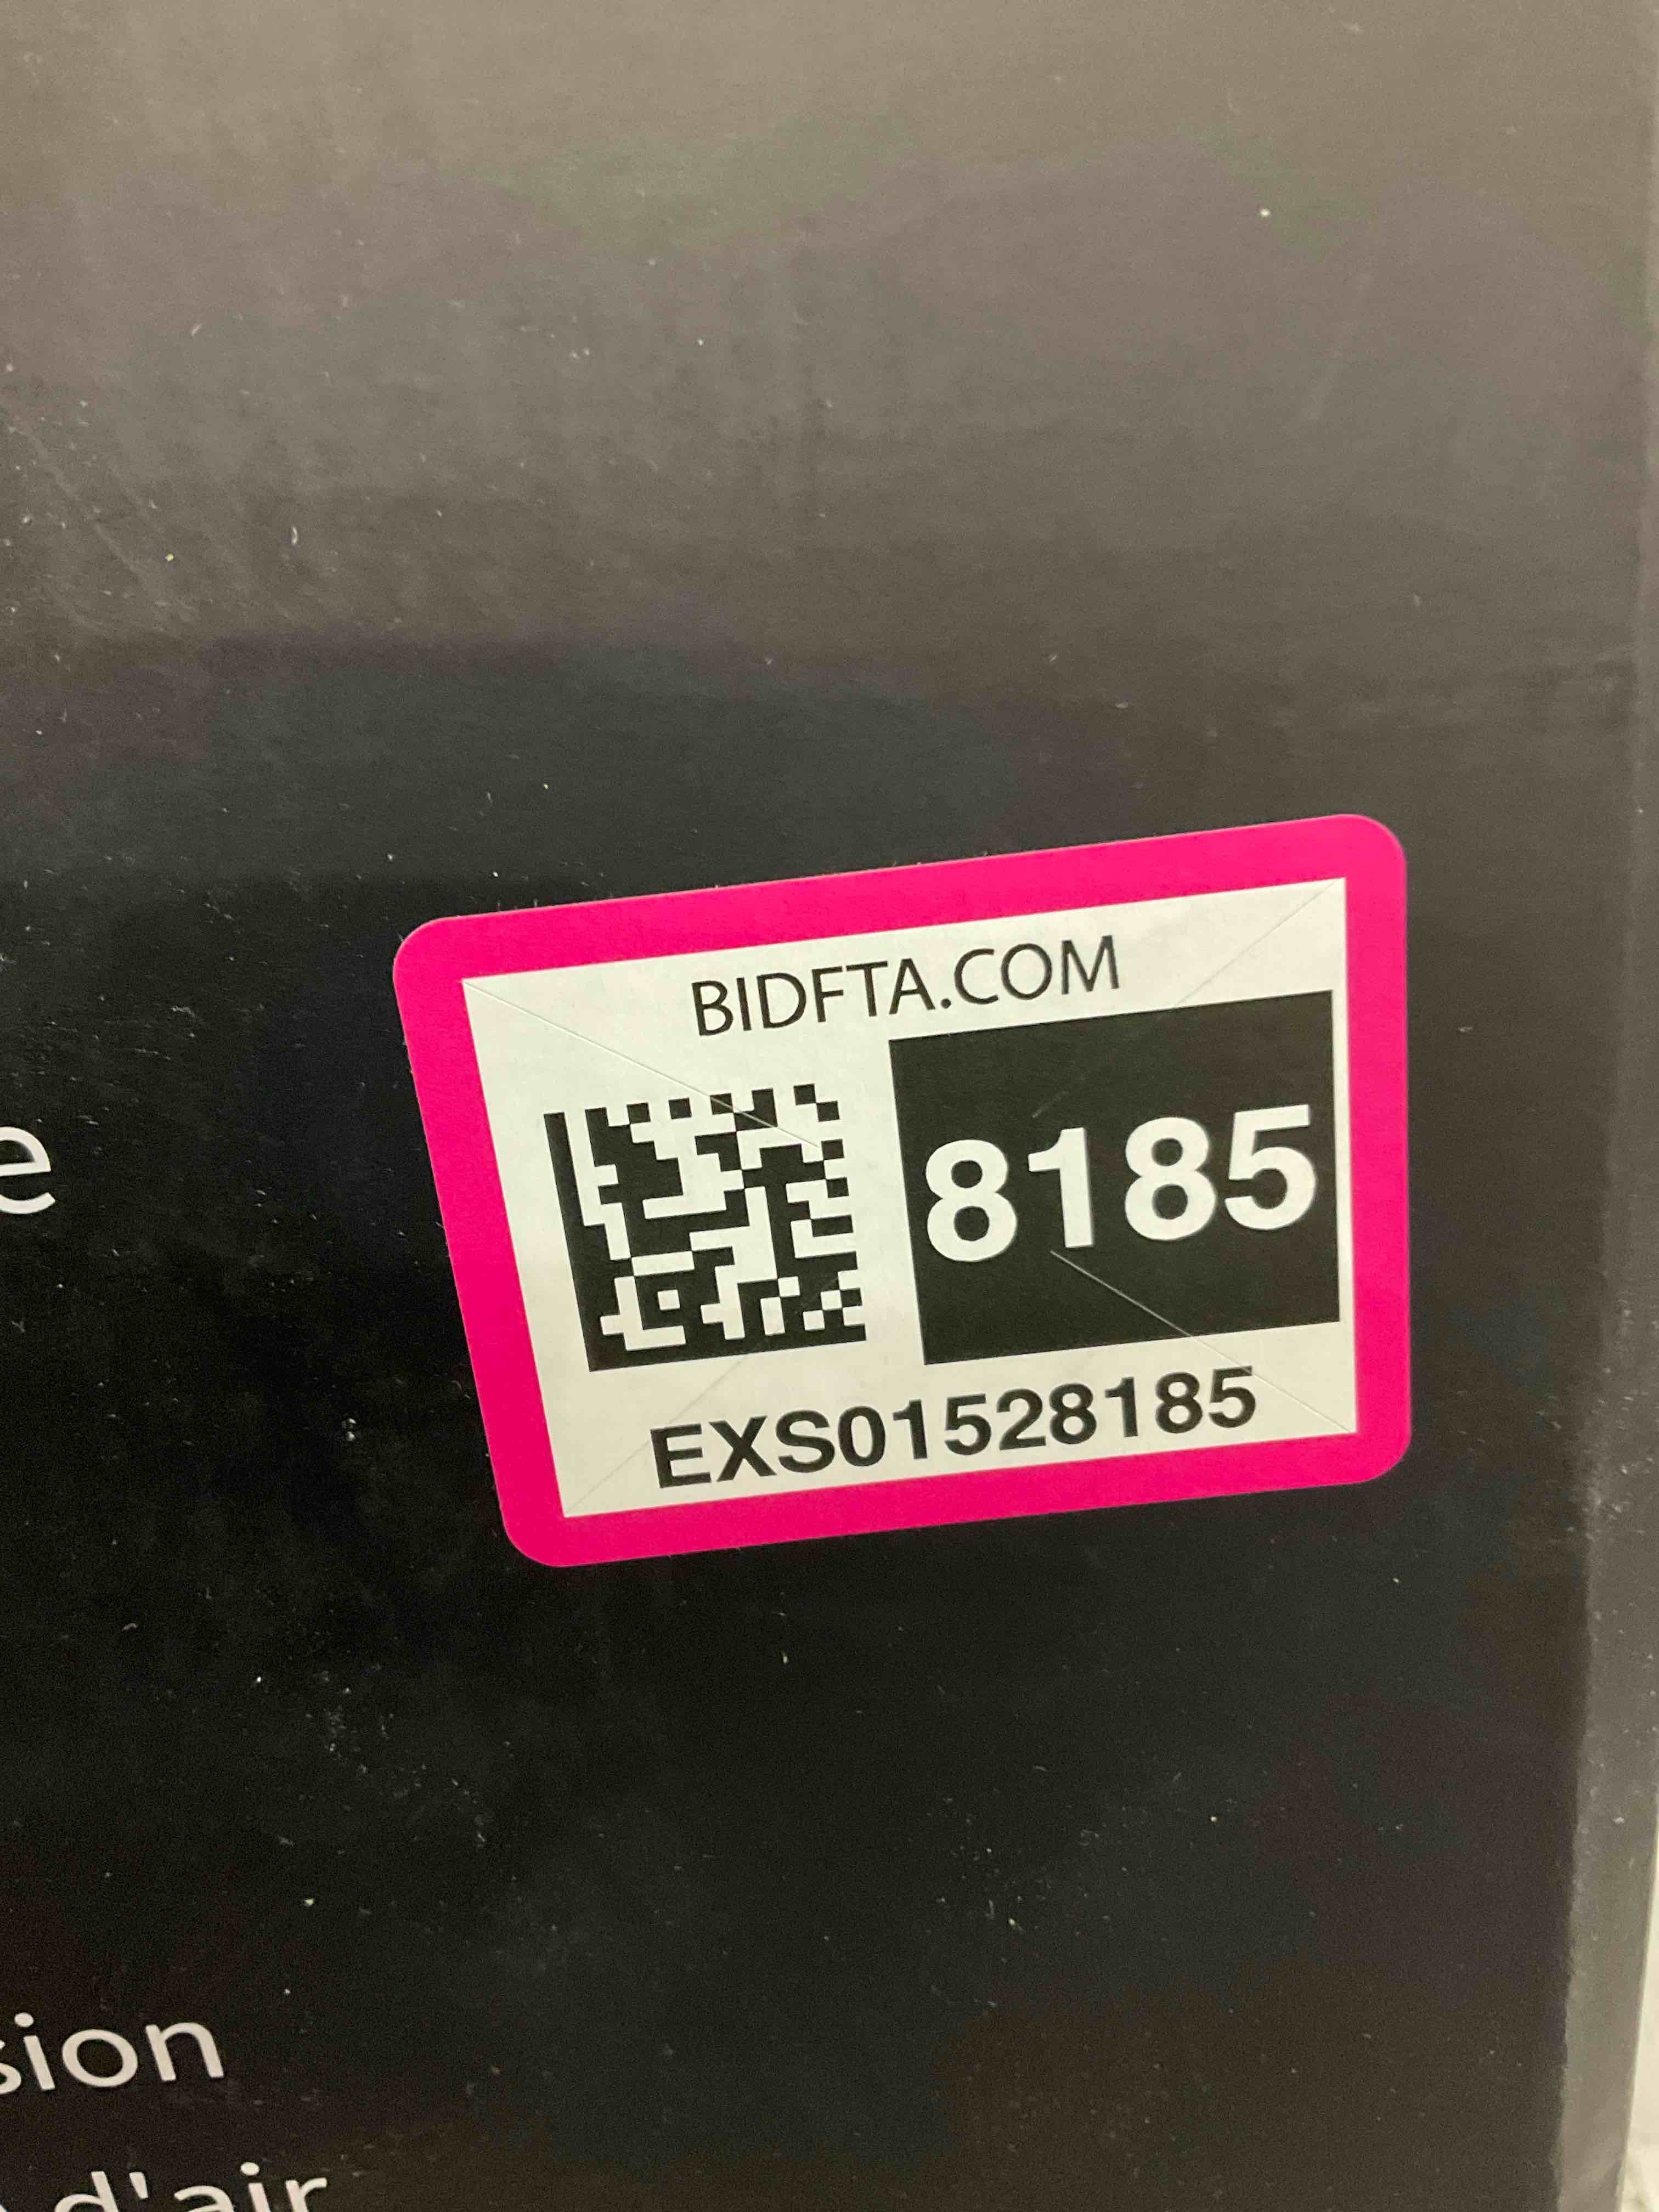 BIDFTA.COM
8185
EXS01528185
e
sion
d'air